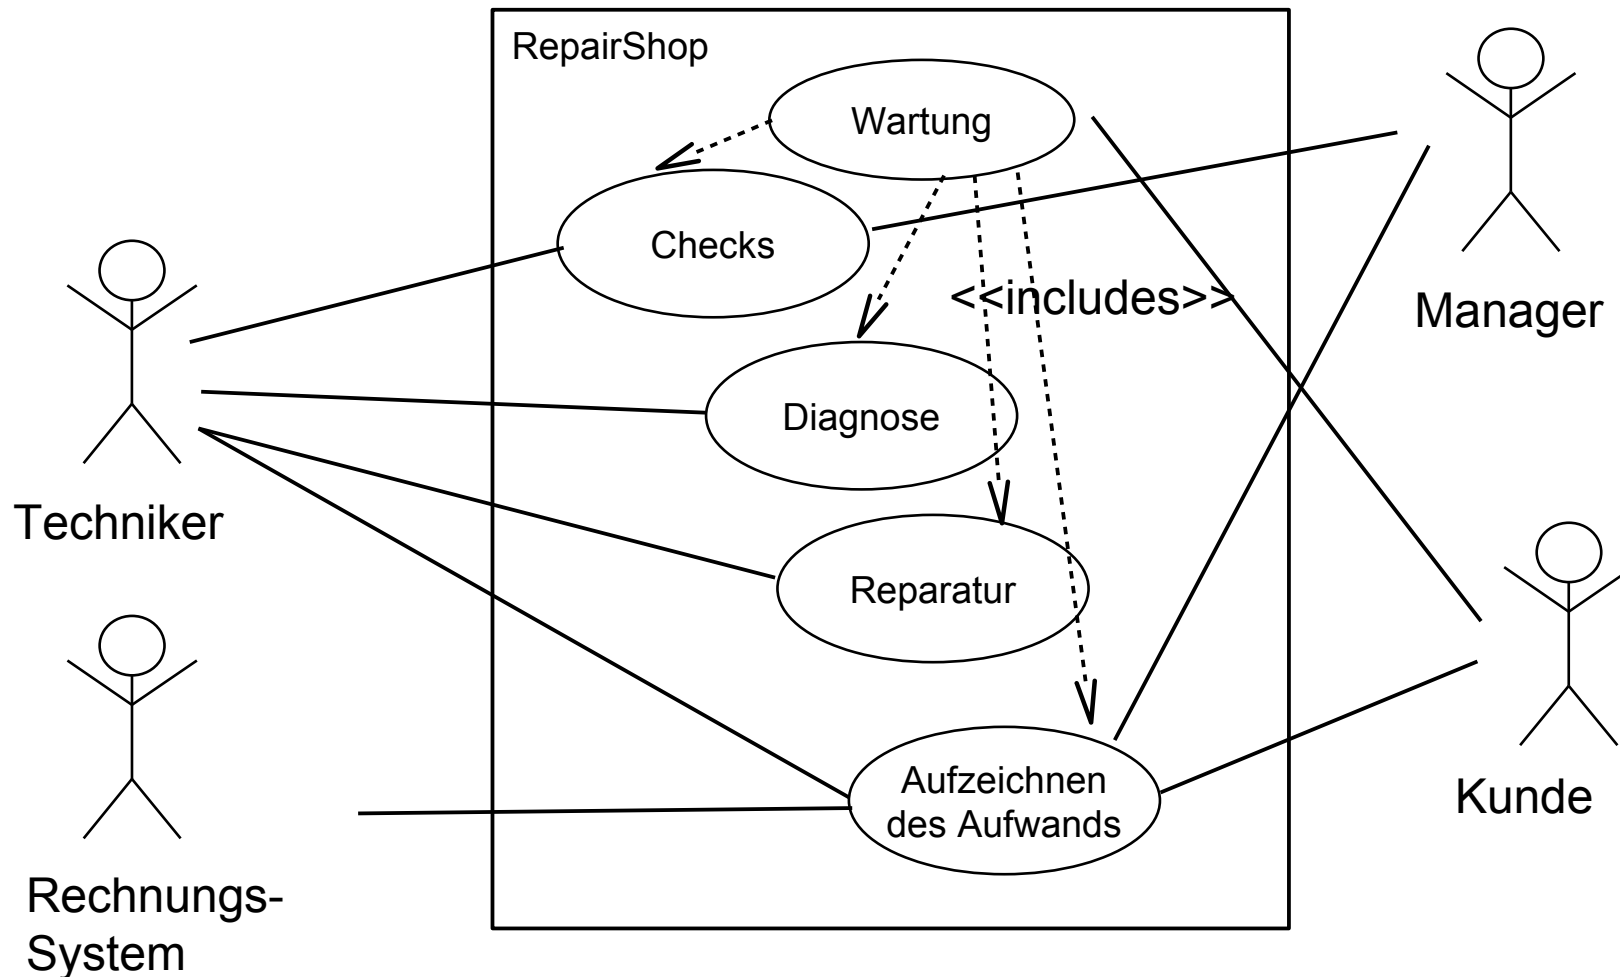 RepairShop
Wartung
Checks
<<includes>>
Manager
Diagnose
Techniker
Reparatur
Aufzeichnen
des Aufwands
Kunde
Rechnungs-
System